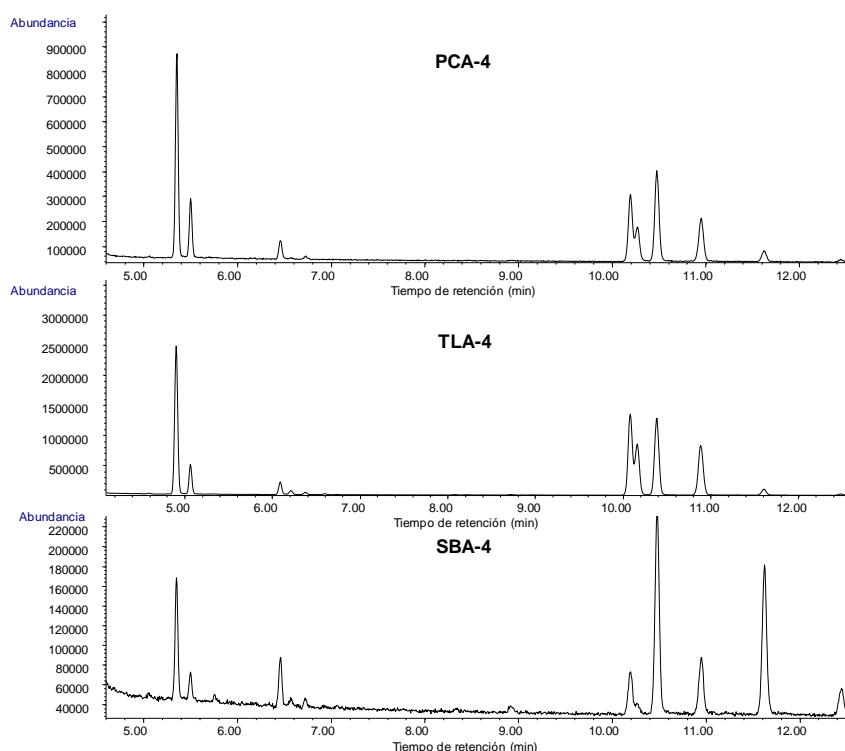 Abundancia
PCA-4
900000
800000
700000
600000
500000
400000
300000
200000
100000
5.00 6.00 7.00 8.00 9.00 10.00 11.00 12.00
Tiempo de retención (min)
Abundancia
TLA-4
3000000
2500000
2000000
1500000
1000000
500000
5.00 6.00 7.00 8.00 9.00 10.00 11.00 12.00
Tiempo de retención (min)
Abundancia
SBA-4
220000
200000
180000
160000
140000
120000
100000
80000
60000
40000
5.00 6.00 7.00 8.00 9.00 10.00 11.00 12.00
Tiempo de retención (min)